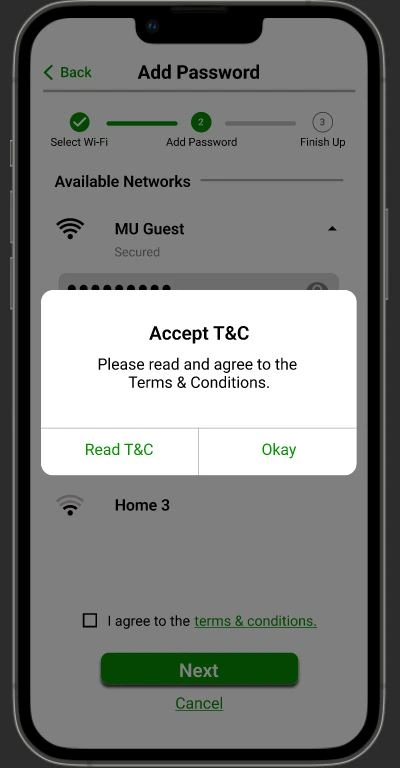 Back
Add Password
2
3
Select Wi-Fi
Add Password
Finish Up
Available Networks
MU Guest
Secured
Accept T&C
Please read and agree to the
Terms & Conditions.
Read T&C
Okay
Home 3
I agree to the terms & conditions.
Next
Cancel